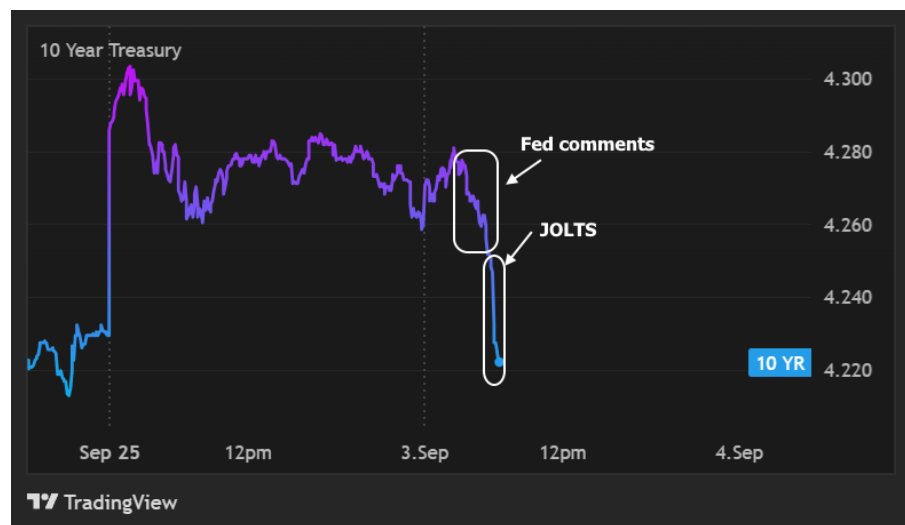 10 Year Treasury
4.300
Fed comments
4.280
JOLTS
4.260
4.240
10 YR
4.220
Sep 25
12pm
3.Sep
12pm
4.Sep
TradingView